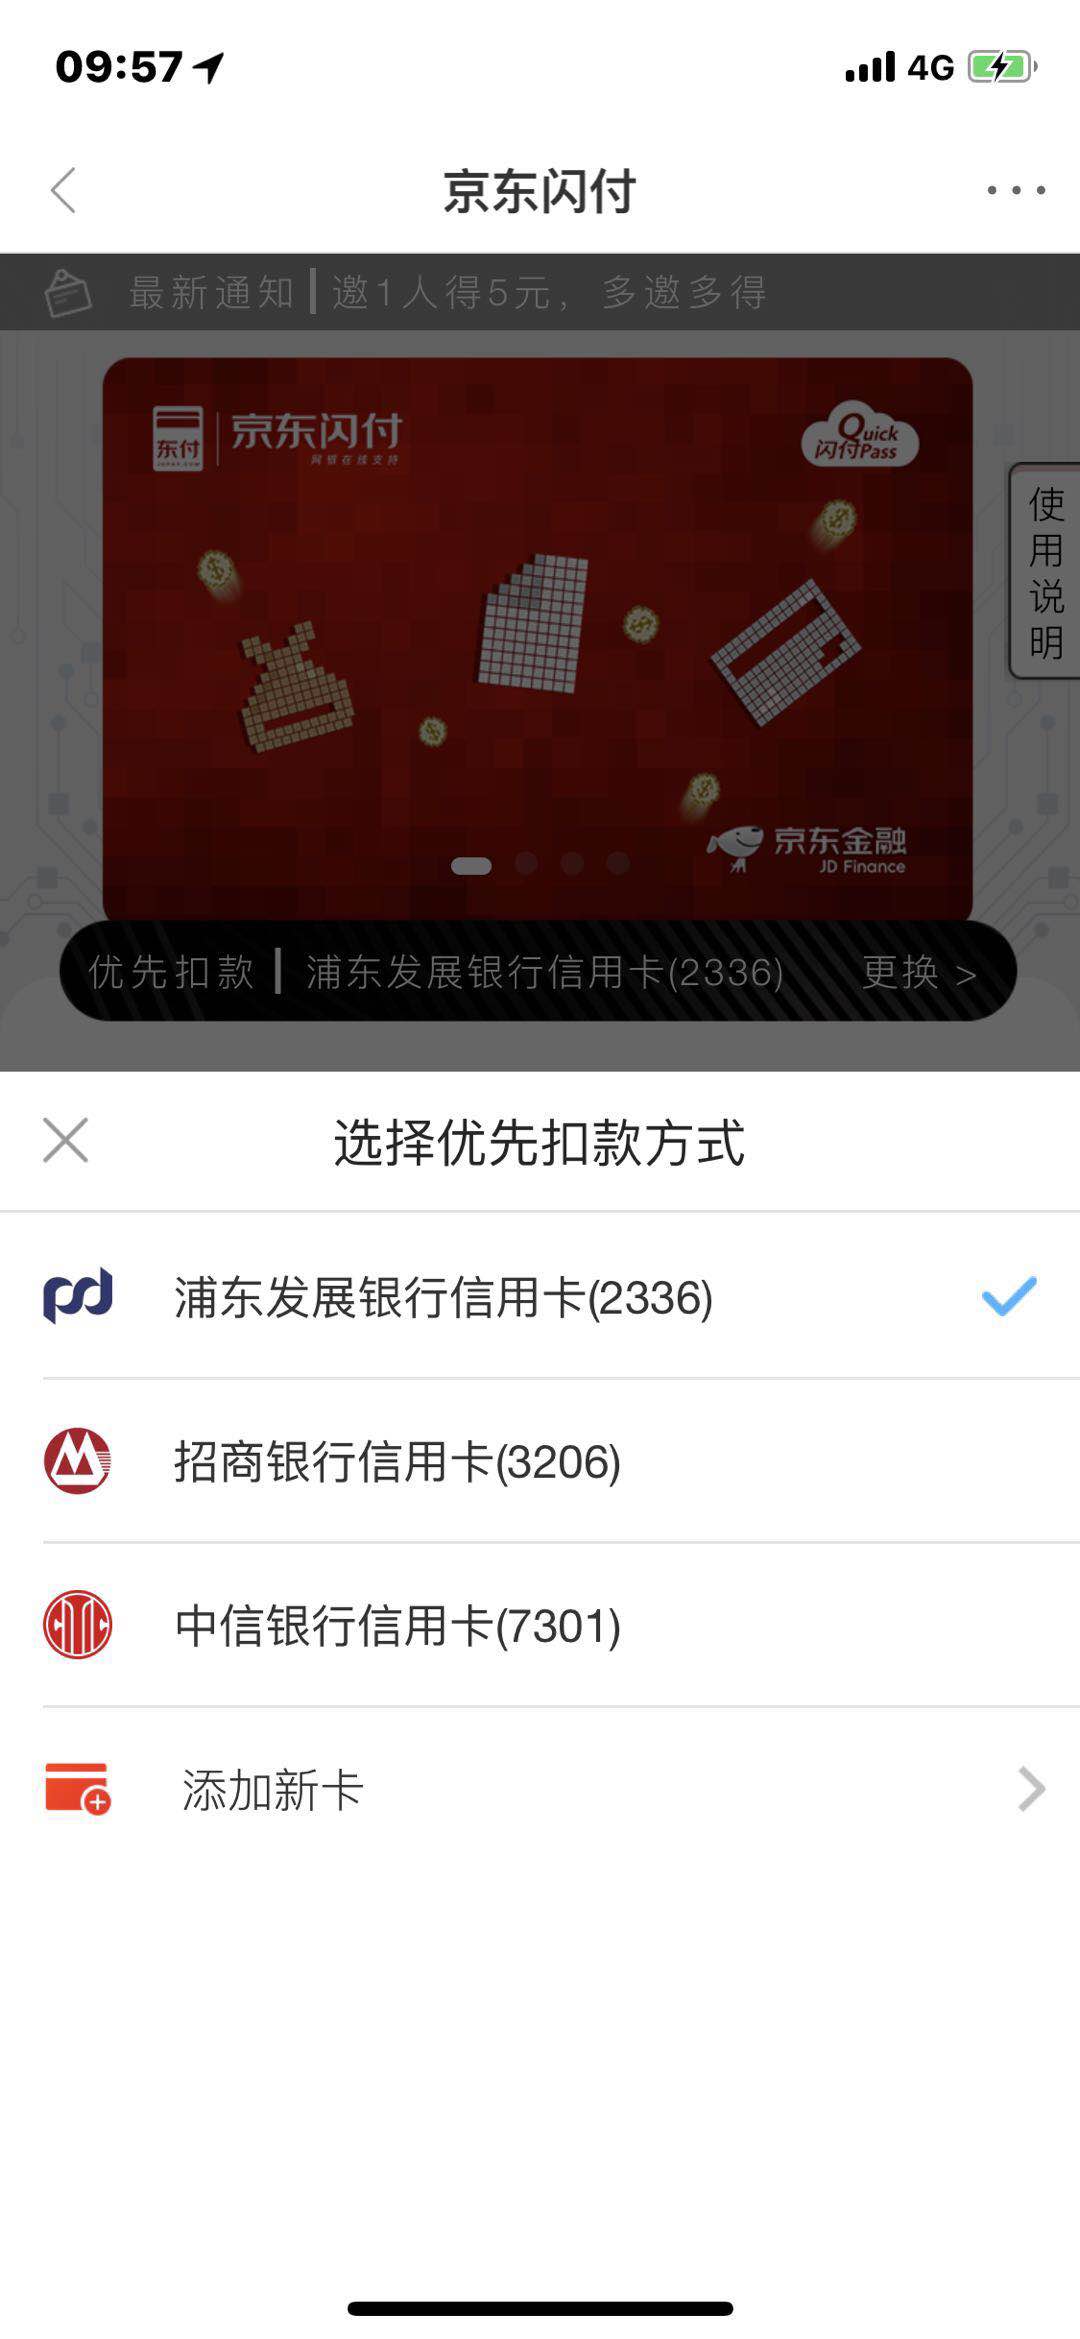 09:57
4G
京东闪付
最新通知 | 邀1人得5元，多邀多得
东付
京东闪付
网银在线支持
Quick
闪付Pass
使用说明
京东金融
JD Finance
优先扣款 | 浦东发展银行信用卡(2336) 更换 >
选择优先扣款方式
浦东发展银行信用卡(2336)
招商银行信用卡(3206)
中信银行信用卡(7301)
添加新卡